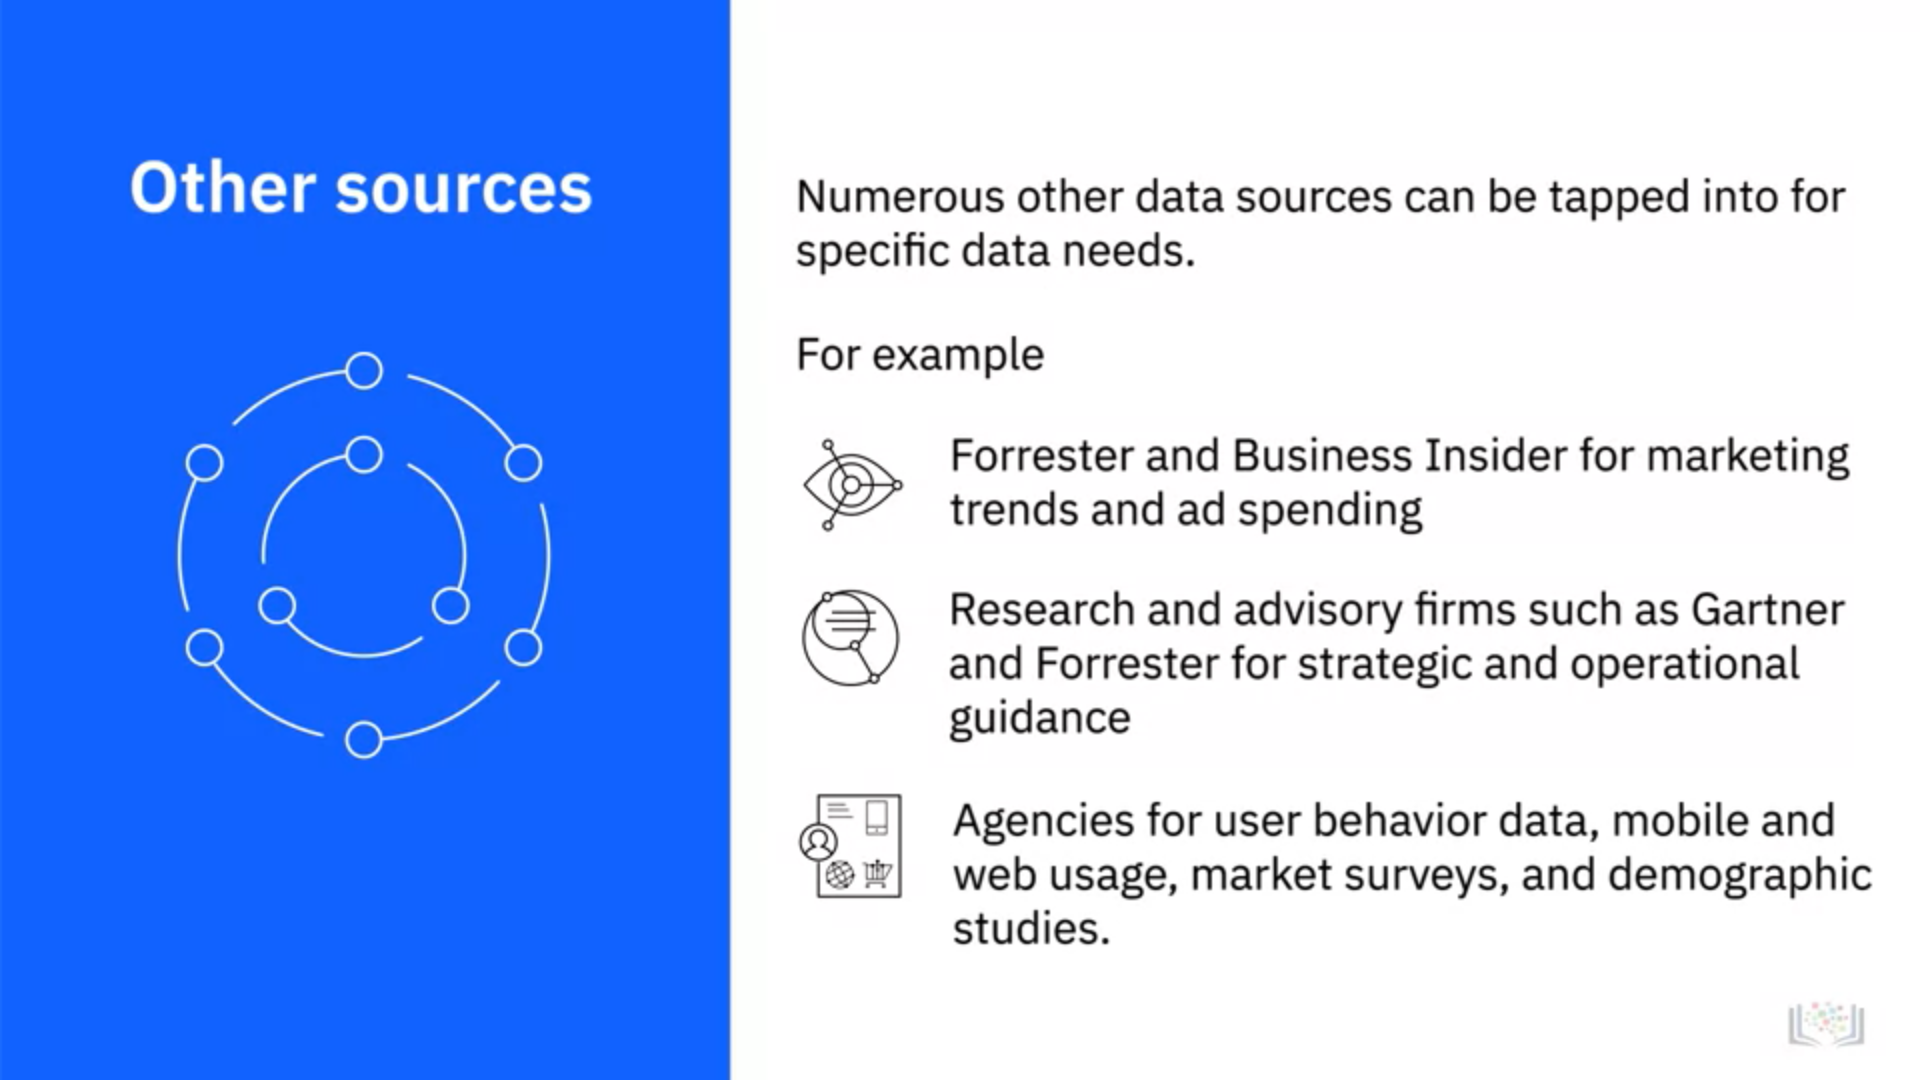 Other sources
Numerous other data sources can be tapped into for
specific data needs.
For example
Forrester and Business Insider for marketing
trends and ad spending
Research and advisory firms such as Gartner
and Forrester for strategic and operational
guidance
Agencies for user behavior data, mobile and
web usage, market surveys, and demographic
studies.